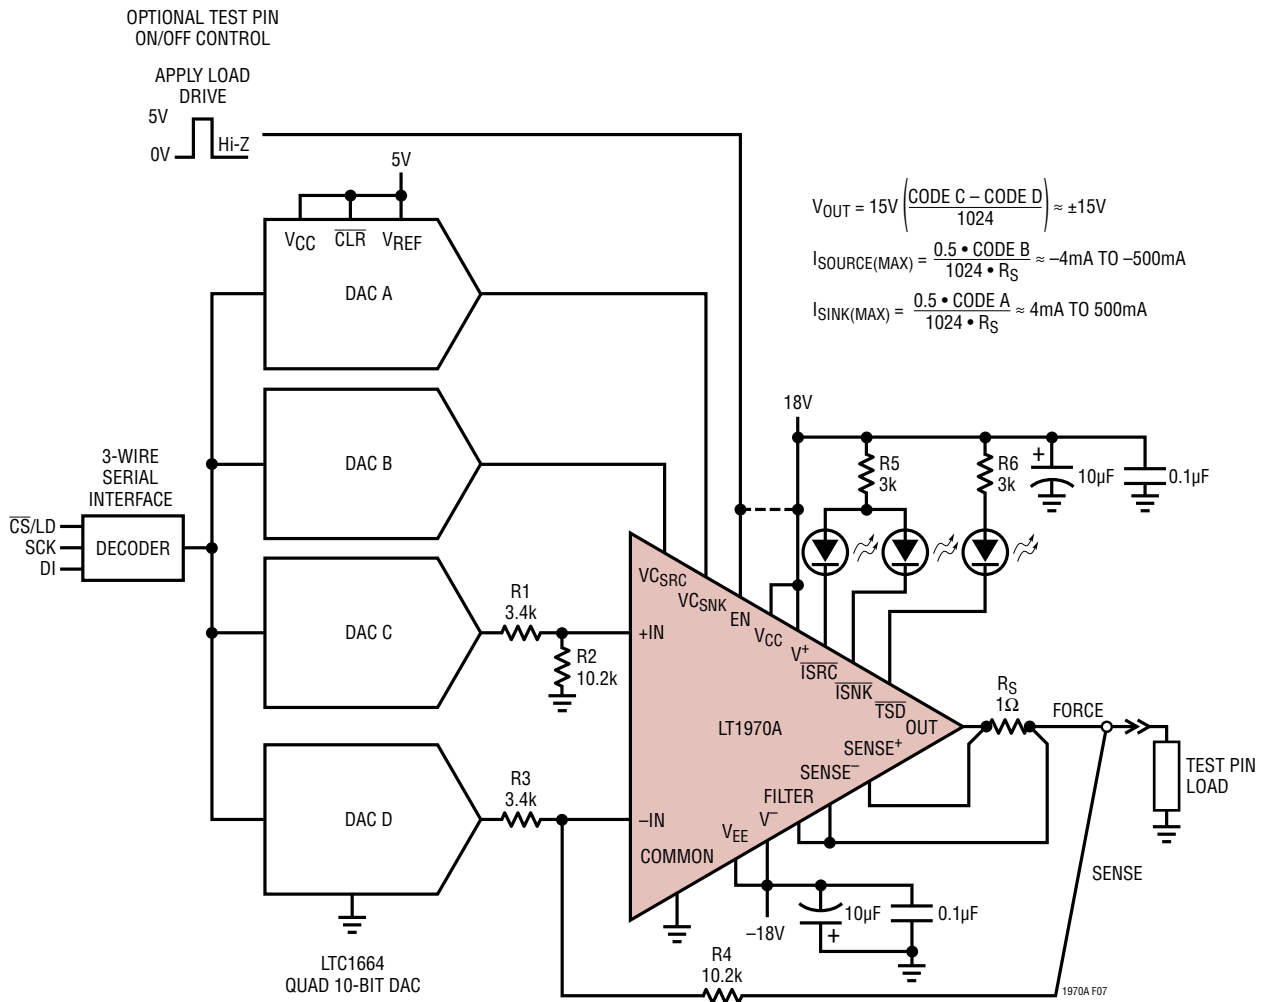 OPTIONAL TEST PIN
ON/OFF CONTROL
APPLY LOAD
DRIVE
5V
0V
Hi-Z
5V
VCC
CLR
VREF
DAC A
VOUT = 15V (CODE C – CODE D / 1024) ≈ ±15V
ISOURCE(MAX) = 0.5 • CODE B / 1024 • RS ≈ –4mA TO –500mA
ISINK(MAX) = 0.5 • CODE A / 1024 • RS ≈ 4mA TO 500mA
18V
DAC B
R5
3k
R6
3k
+
10µF
0.1µF
3-WIRE
SERIAL
INTERFACE
CS/LD
SCK
DI
DECODER
DAC C
R1
3.4k
R2
10.2k
VCSRC
VCSNK
EN
VCC
V+
ISRC
ISNK
TSD
OUT
+IN
LT1970A
SENSE+
SENSE–
FILTER
V–
VEE
–IN
COMMON
RS
1Ω
FORCE
TEST PIN
LOAD
SENSE
DAC D
R3
3.4k
10µF
+
0.1µF
–18V
R4
10.2k
LTC1664
QUAD 10-BIT DAC
1970A F07